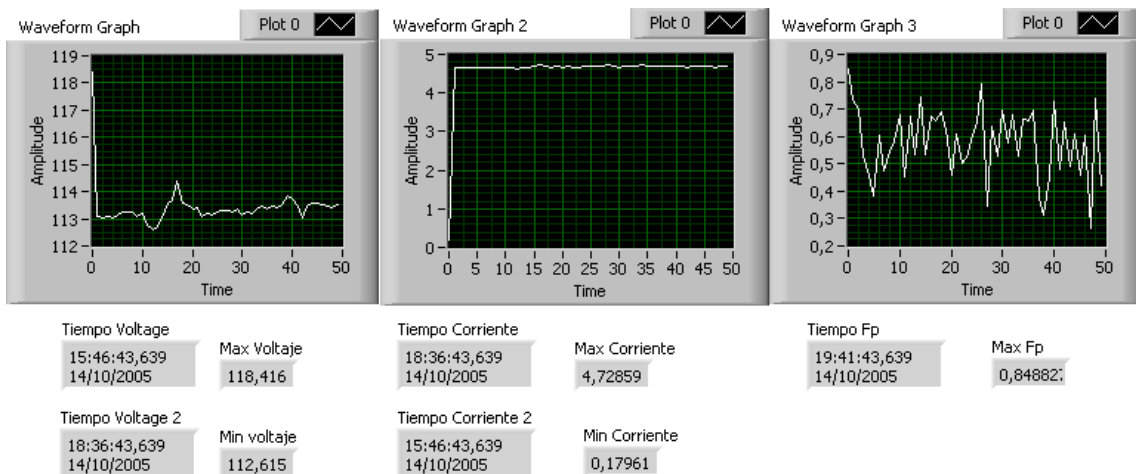 Waveform Graph
Plot 0
119
118
117
116
115
114
113
112
Amplitude
0 10 20 30 40 50
Time
Waveform Graph 2
Plot 0
5
4
3
2
1
0
Amplitude
0 5 10 15 20 25 30 35 40 45 50
Time
Waveform Graph 3
Plot 0
0,9
0,8
0,7
0,6
0,5
0,4
0,3
0,2
Amplitude
0 10 20 30 40 50
Time
Tiempo Voltage
15:46:43,639
14/10/2005
Max Voltaje
118,416
Tiempo Corriente
18:36:43,639
14/10/2005
Max Corriente
4,72859
Tiempo Fp
19:41:43,639
14/10/2005
Max Fp
0,84882
Tiempo Voltage 2
18:36:43,639
14/10/2005
Min voltaje
112,615
Tiempo Corriente 2
15:46:43,639
14/10/2005
Min Corriente
0,17961